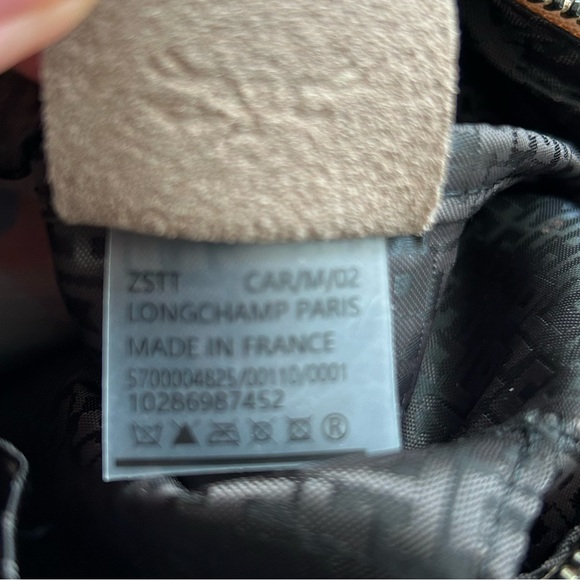 ZSTT CAR/M/02
LONGCHAMP PARIS
MADE IN FRANCE
5700004825/00110/0001
10286987452
®